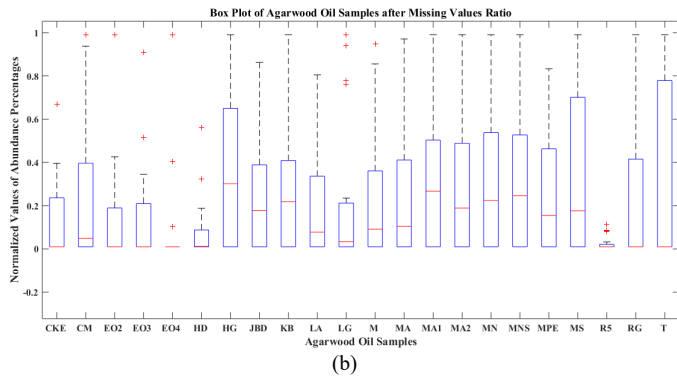 Box Plot of Agarwood Oil Samples after Missing Values Ratio
Normalized Values of Abundance Percentages
1
0.8
0.6
0.4
0.2
0
-0.2
CKE CM EO2 EO3 EO4 HD HG JBD KB LA LG M MA MA1 MA2 MN MNS MPE MS R5 RG T
Agarwood Oil Samples
(b)